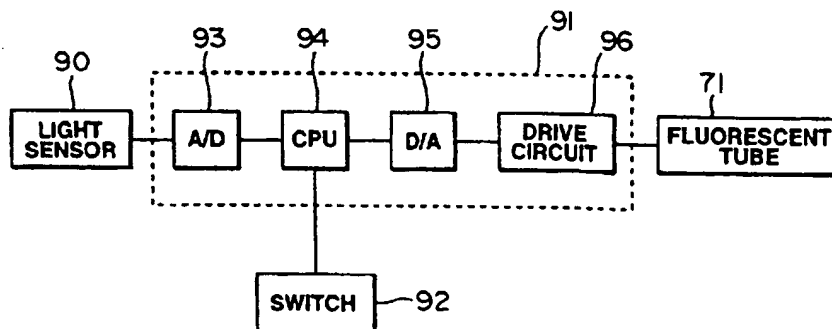 93
94
95
91
96
90
71
LIGHT
SENSOR
A/D
CPU
D/A
DRIVE
CIRCUIT
FLUORESCENT
TUBE
SWITCH
92